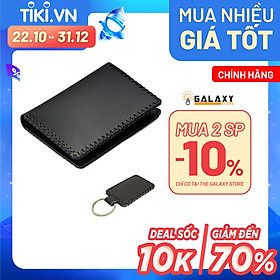 TIKI.VN
22.10 - 31.12
MUA NHIỀU
GIÁ TỐT
CHÍNH HÃNG
GALAXY
MUA 2 SP
-10%
CHỈ CÓ TẠI THE GALAXY STORE
DEAL SỐC
10K
GIẢM ĐẾN
70%